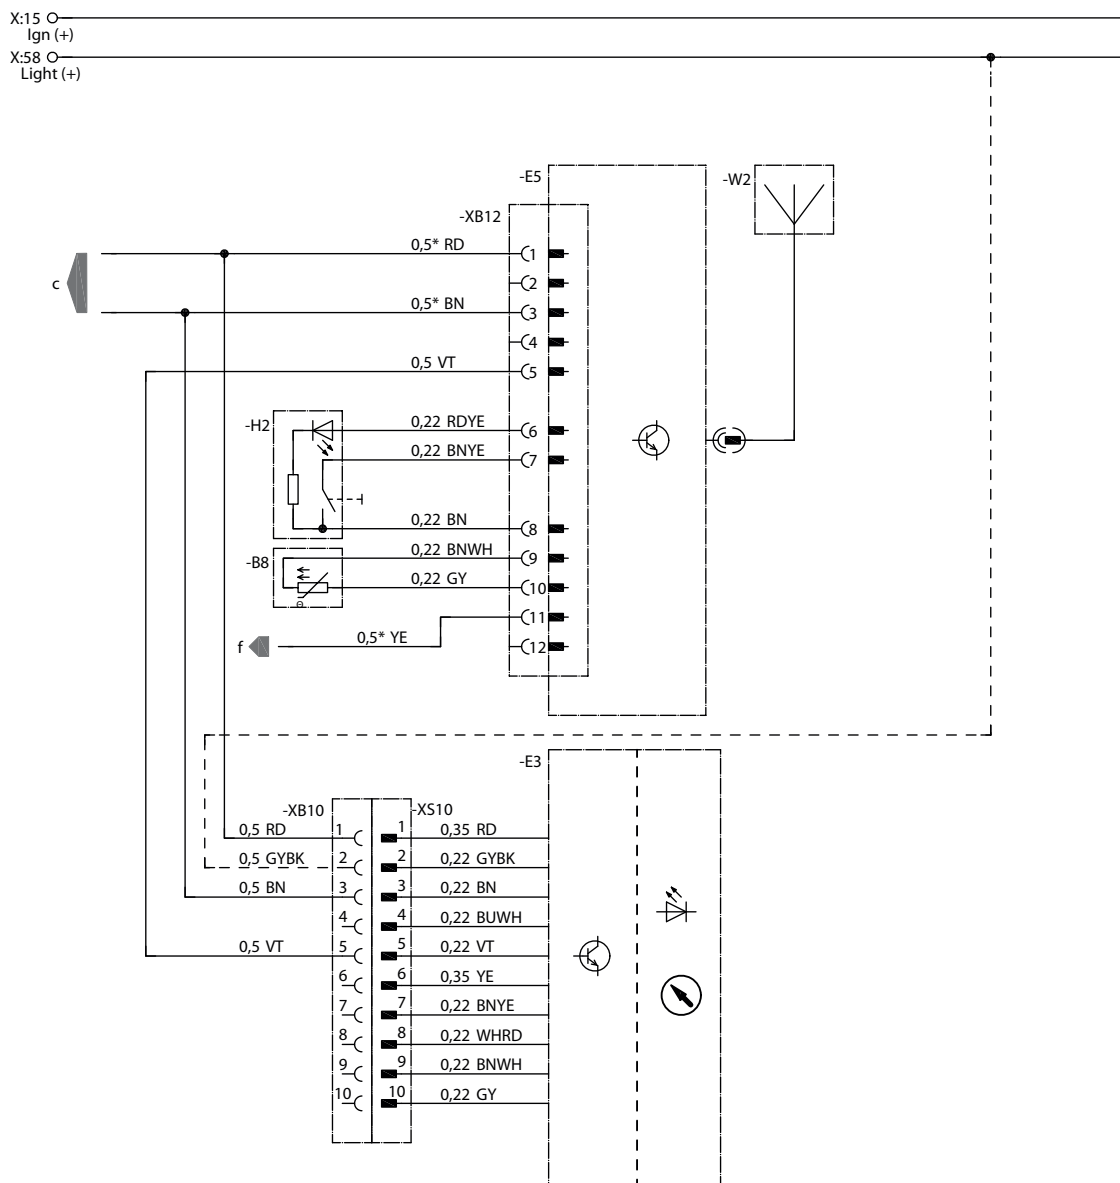 X:15
Ign (+)
X:58
Light (+)
-E5
-W2
-XB12
c
0,5* RD
1
2
0,5* BN
3
4
0,5 VT
5
-H2
0,22 RDYE
6
0,22 BNYE
7
0,22 BN
8
-B8
0,22 BNWH
9
0,22 GY
10
11
f
0,5* YE
12
-E3
-XB10
-XS10
0,5 RD
1
1
0,35 RD
0,5 GYBK
2
2
0,22 GYBK
0,5 BN
3
3
0,22 BN
4
4
0,22 BUWH
0,5 VT
5
5
0,22 VT
6
6
0,35 YE
7
7
0,22 BNYE
8
8
0,22 WHRD
9
9
0,22 BNWH
10
10
0,22 GY